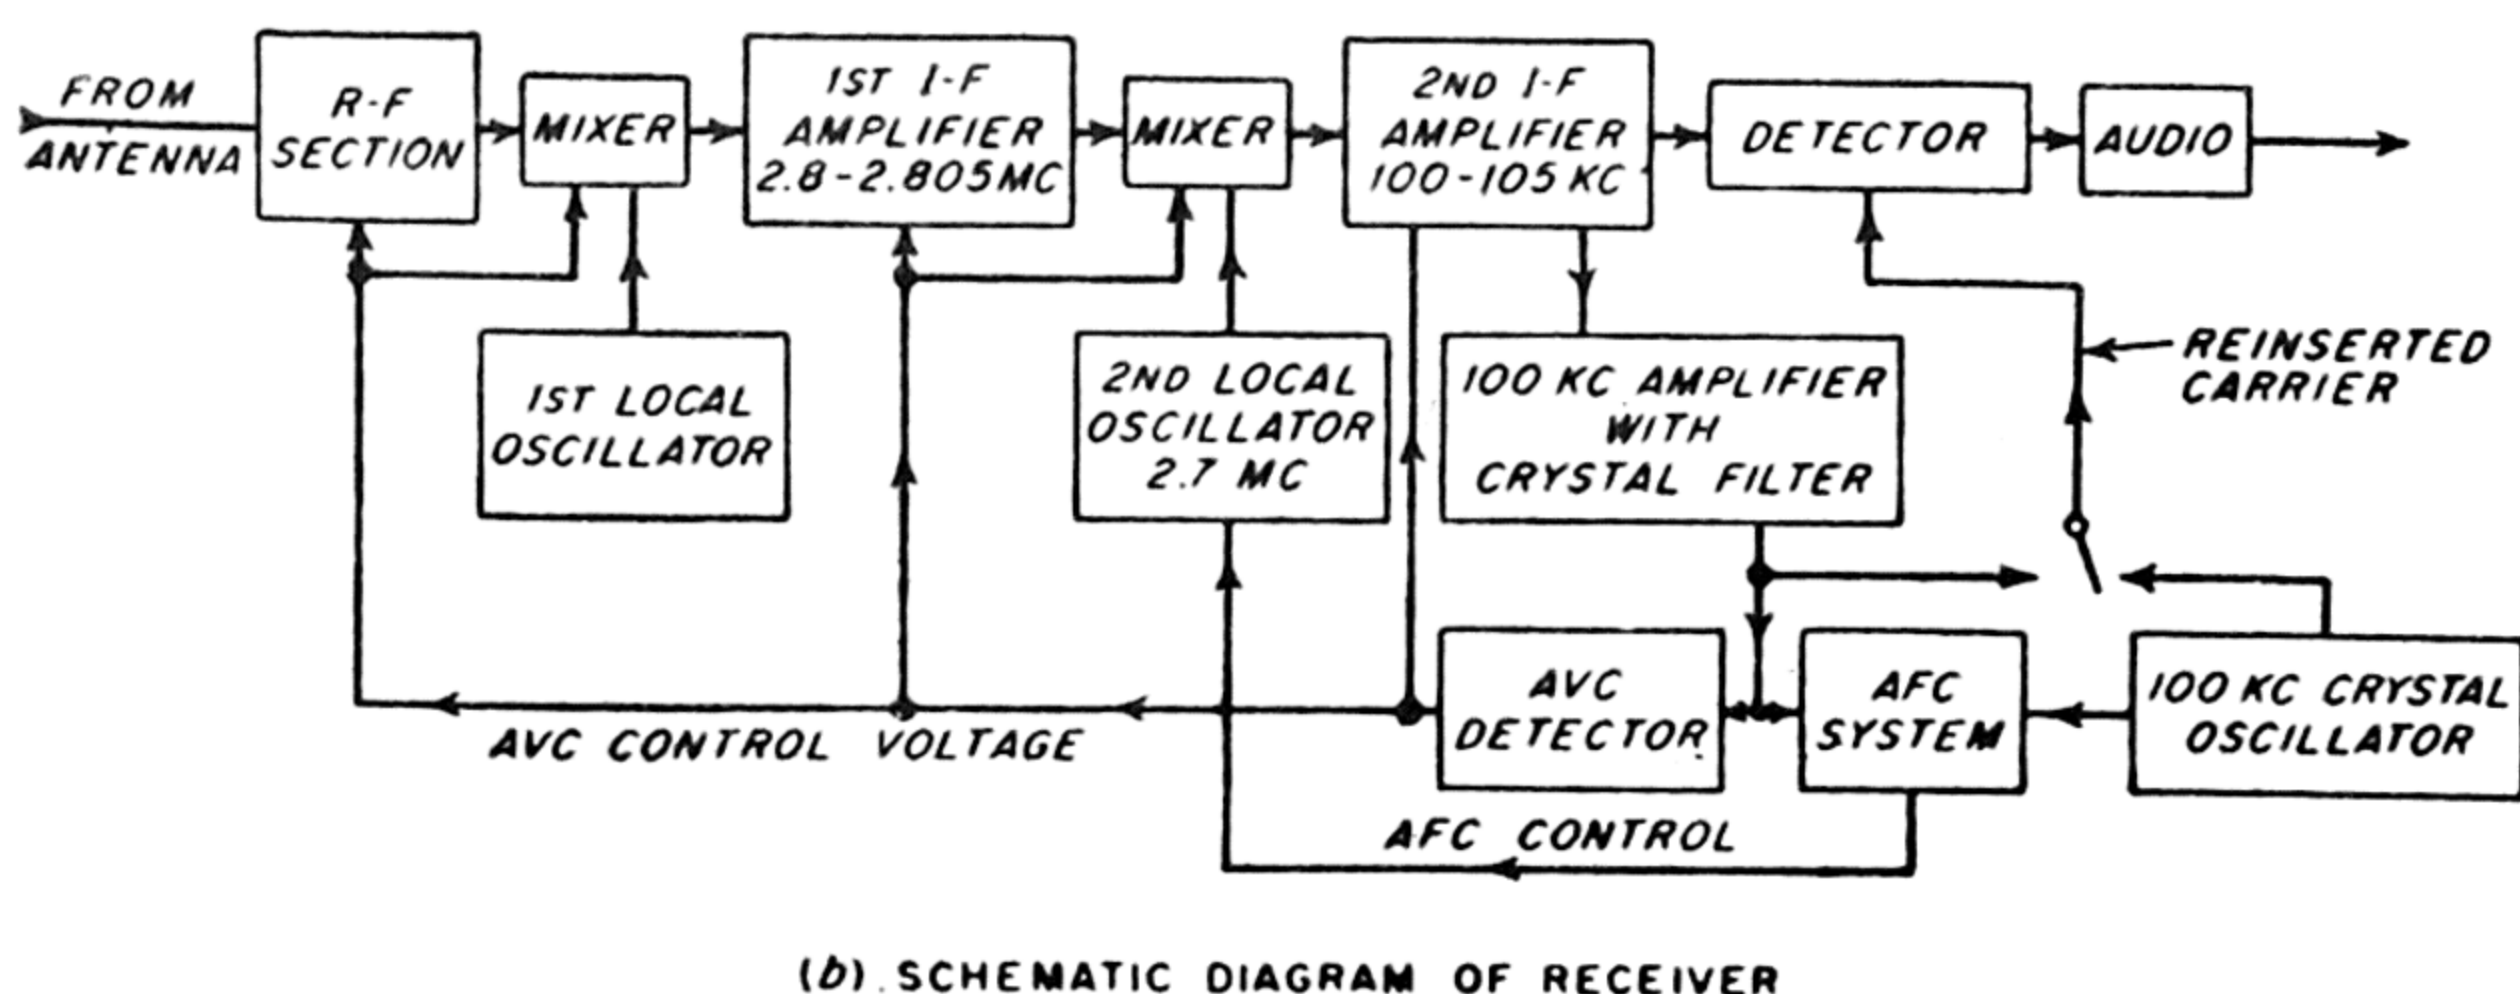 FROM
ANTENNA
R-F
SECTION
MIXER
1ST I-F
AMPLIFIER
2.8-2.805MC
MIXER
2ND I-F
AMPLIFIER
100-105 KC
DETECTOR
AUDIO
1ST LOCAL
OSCILLATOR
2ND LOCAL
OSCILLATOR
2.7 MC
100 KC AMPLIFIER
WITH
CRYSTAL FILTER
REINSERTED
CARRIER
AVC
DETECTOR
AFC
SYSTEM
100 KC CRYSTAL
OSCILLATOR
AVC CONTROL VOLTAGE
AFC CONTROL
(b). SCHEMATIC DIAGRAM OF RECEIVER